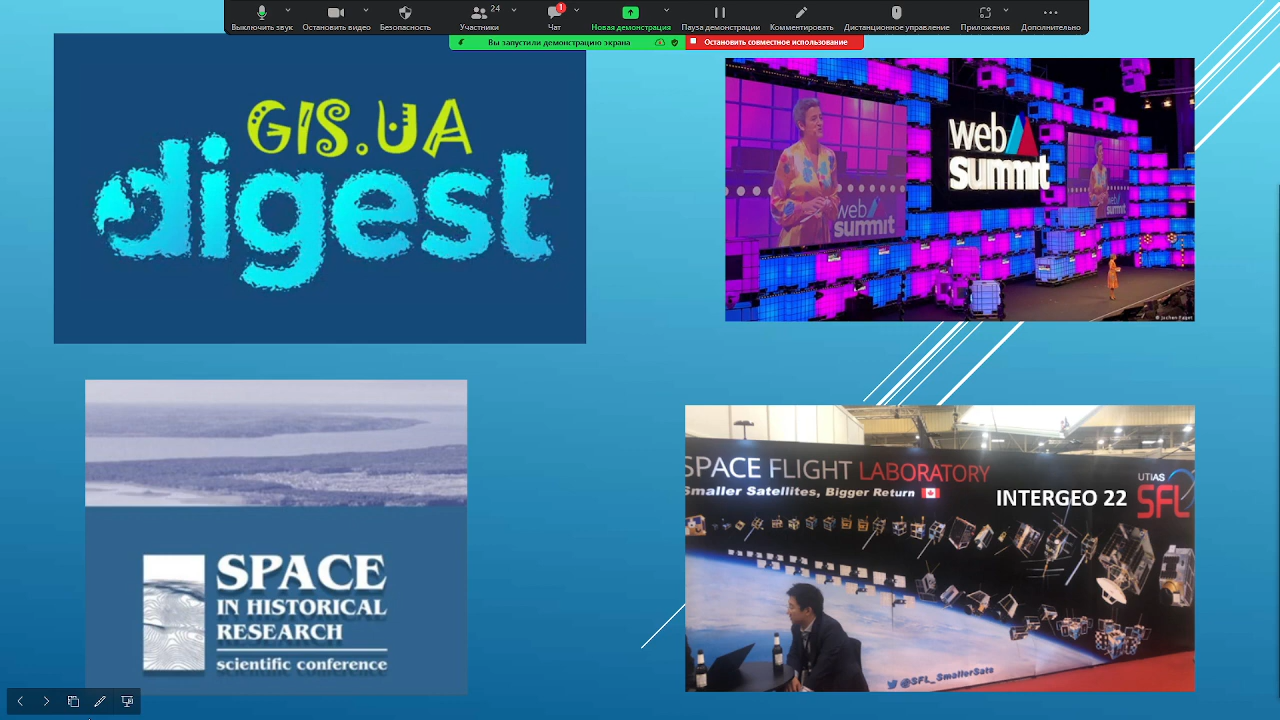 Выключить звук
Остановить видео
Безопасность
24
Участники
1
Чат
Новая демонстрация
Пауза демонстрации
Комментировать
Дистанционное управление
Приложения
Дополнительно
Вы запустили демонстрацию экрана
Остановить совместное использование
GIS.UA
digest
web
summit
web
summit
© Jochen Faget
SPACE FLIGHT LABORATORY
Smaller Satellites, Bigger Return
INTERGEO 22
UTIAS
SFL
@SFL_SmallerSats
SPACE
IN HISTORICAL
RESEARCH
scientific conference